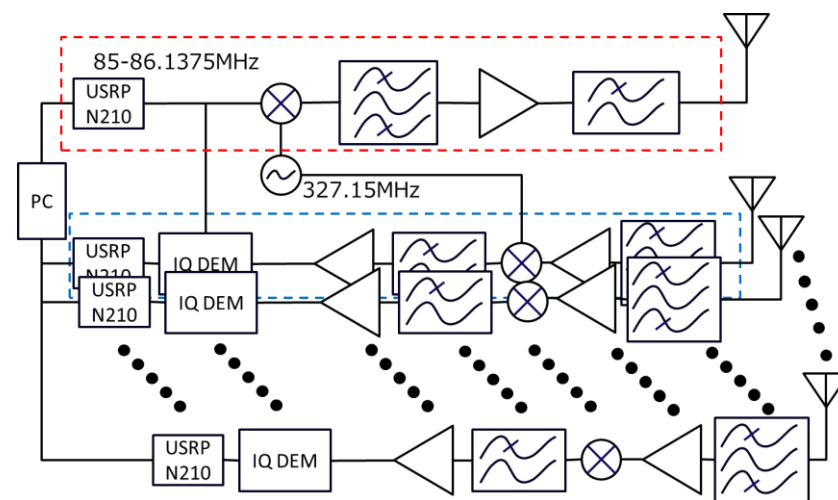 85-86.1375MHz
USRP
N210
327.15MHz
PC
USRP
N210
IQ DEM
USRP
N210
IQ DEM
USRP
N210
IQ DEM